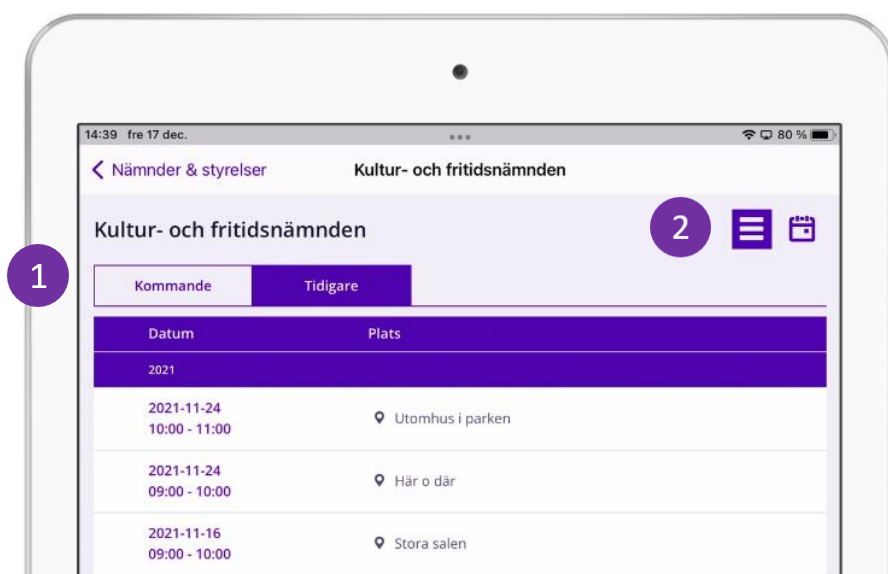 14:39 fre 17 dec.
80 %
Nämnder & styrelser
Kultur- och fritidsnämnden
Kultur- och fritidsnämnden
2
1
Kommande
Tidigare
Datum
Plats
2021
2021-11-24
10:00 - 11:00
Utomhus i parken
2021-11-24
09:00 - 10:00
Här o där
2021-11-16
09:00 - 10:00
Stora salen